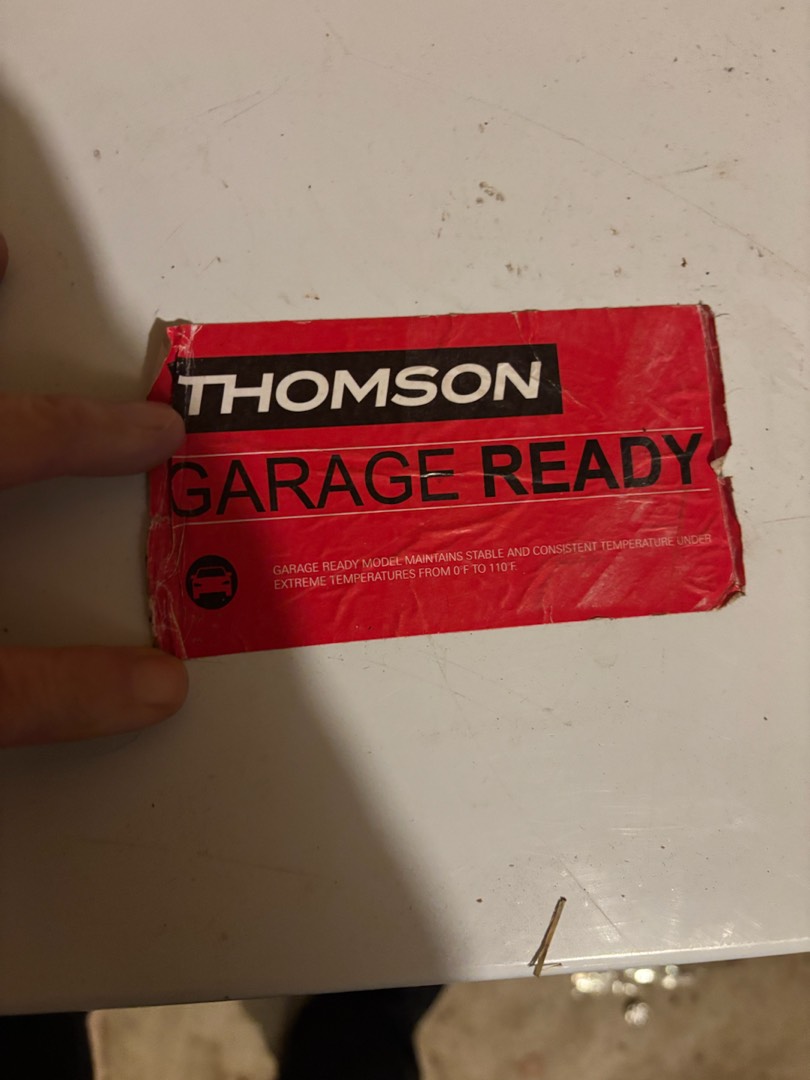 THOMSON
GARAGE READY
GARAGE READY MODEL MAINTAINS STABLE AND CONSISTENT TEMPERATURE UNDER
EXTREME TEMPERATURES FROM 0°F TO 110°F.